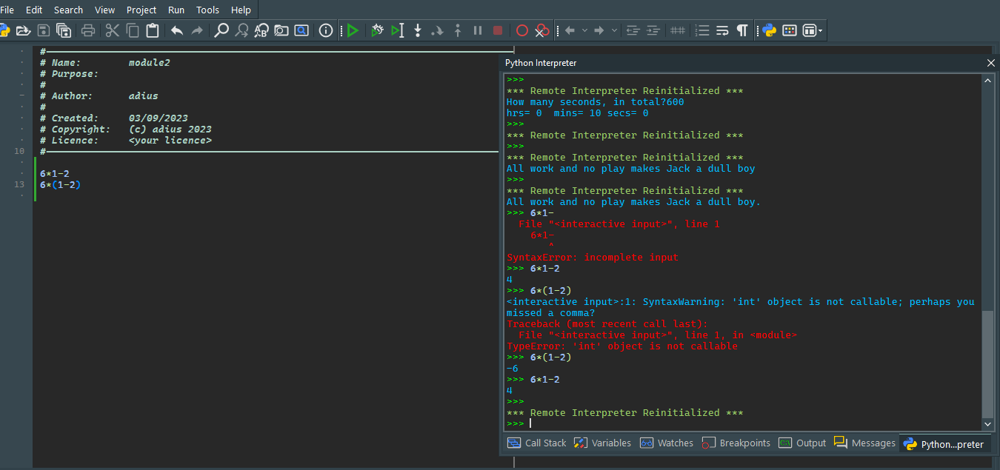 File Edit Search View Project Run Tools Help
#
# Name: module2
# Purpose:
#
# Author: adius
#
# Created: 03/09/2023
# Copyright: (c) adius 2023
# Licence: <your licence>
10 #
6*1-2
13 6*(1-2)
Python Interpreter
>>>
*** Remote Interpreter Reinitialized ***
How many seconds, in total?600
hrs= 0 mins= 10 secs= 0
>>>
*** Remote Interpreter Reinitialized ***
>>>
*** Remote Interpreter Reinitialized ***
All work and no play makes Jack a dull boy
>>>
*** Remote Interpreter Reinitialized ***
All work and no play makes Jack a dull boy.
>>> 6*1-
File "<interactive input>", line 1
6*1-
^
SyntaxError: incomplete input
>>> 6*1-2
4
>>> 6*(1-2)
<interactive input>:1: SyntaxWarning: 'int' object is not callable; perhaps you
missed a comma?
Traceback (most recent call last):
File "<interactive input>", line 1, in <module>
TypeError: 'int' object is not callable
>>> 6*(1-2)
-6
>>> 6*1-2
4
>>>
*** Remote Interpreter Reinitialized ***
>>>
Call Stack Variables Watches Breakpoints Output Messages Python...preter